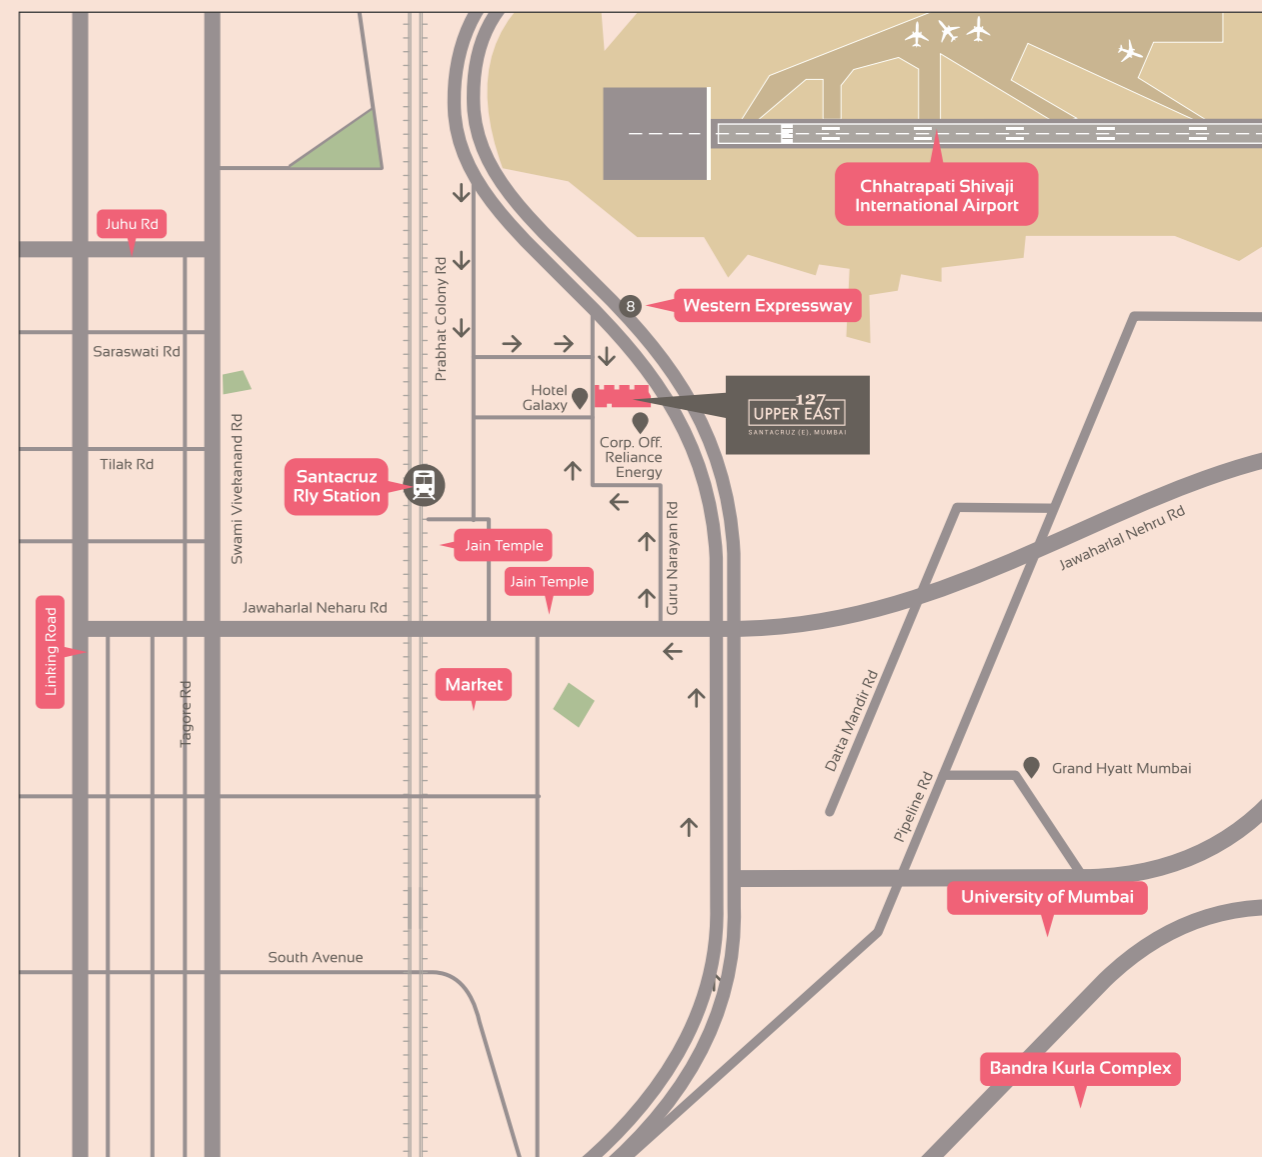 Chhatrapati Shivaji
International Airport
Juhu Rd
Prabhat Colony Rd
8
Western Expressway
Saraswati Rd
Hotel
Galaxy
127
UPPER EAST
SANTACRUZ (E), MUMBAI
Corp. Off.
Reliance
Energy
Swami Vivekanand Rd
Tilak Rd
Santacruz
Rly Station
Guru Narayan Rd
Jawaharlal Nehru Rd
Jain Temple
Jain Temple
Linking Road
Jawaharlal Neharu Rd
Tagore Rd
Market
Datta Mandir Rd
Pipeline Rd
Grand Hyatt Mumbai
University of Mumbai
South Avenue
Bandra Kurla Complex